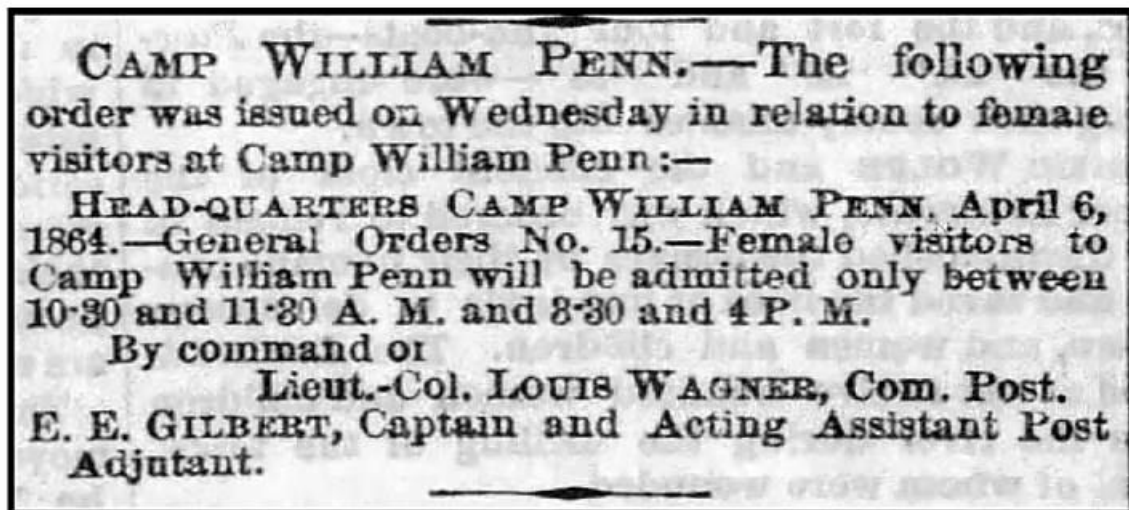 CAMP WILLIAM PENN.—The following
order was issued on Wednesday in relation to female
visitors at Camp William Penn:—
HEAD-QUARTERS CAMP WILLIAM PENN, April 6,
1864.—General Orders No. 15.—Female visitors to
Camp William Penn will be admitted only between
10·30 and 11·30 A. M. and 3·30 and 4 P. M.
By command of
Lieut.-Col. LOUIS WAGNER, Com. Post.
E. E. GILBERT, Captain and Acting Assistant Post
Adjutant.